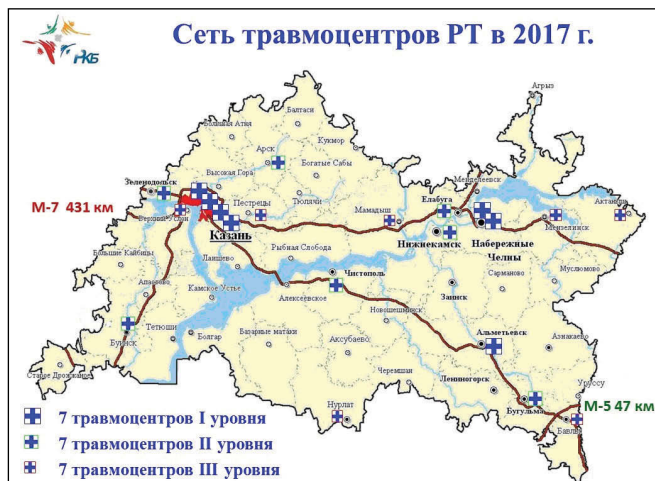 РКБ
Сеть травмоцентров РТ в 2017 г.
Агрыз
Балтаси
Большая Атня
Кукмор
Арск
Богатые Сабы
Высокая Гора
Менделеевск
Зеленодольск
Тюлячи
Елабуга
Актаныш
Пестрецы
Мамадыш
М-7 431 км
Верхний Услон
Мензелинск
Казань
Набережные
Челны
Нижнекамск
Большие Кайбицы
Лаишево
Рыбная Слобода
Муслюмово
Чистополь
Сарманово
Апастово
Камское Устье
Заинск
Алексеевское
Новошешминск
Тетюши
Буинск
Болгар
Базарные матаки
Аксубаево
Альметьевск
Азнакаево
Старое Дрожжаное
Черемшан
Лениногорск
Уруссу
7 травмоцентров I уровня
Нурлат
Бугульма
М-5 47 км
Бавлы
7 травмоцентров II уровня
7 травмоцентров III уровня